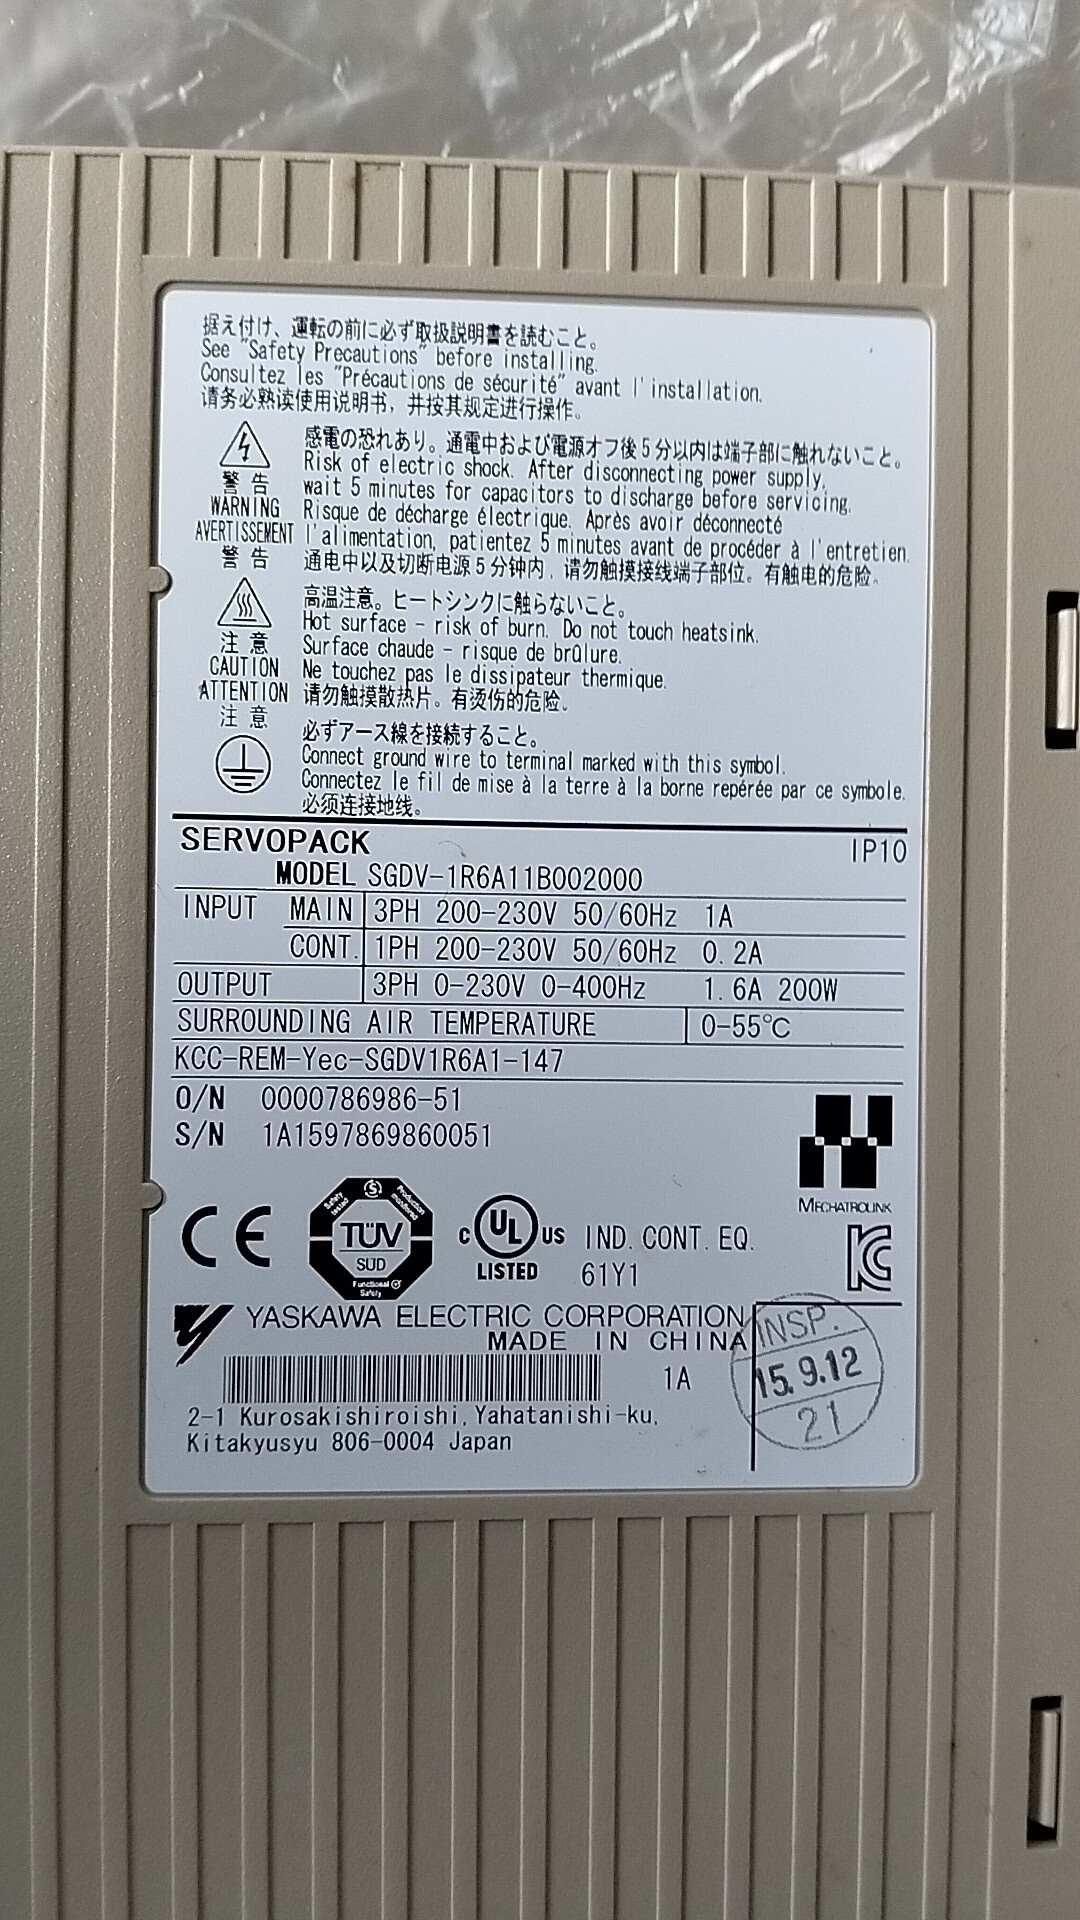 据え付け、運転の前に必ず取扱説明書を読むこと。
See "Safety Precautions" before installing.
Consultez les "Précautions de sécurité" avant l'installation.
请务必熟读使用说明书，并按其规定进行操作。
警告
WARNING
AVERTISSEMENT
警告
感電の恐れあり。通電中および電源オフ後5分以内は端子部に触れないこと。
Risk of electric shock. After disconnecting power supply,
wait 5 minutes for capacitors to discharge before servicing.
Risque de décharge électrique. Après avoir déconnecté
l'alimentation, patientez 5 minutes avant de procéder à l'entretien.
通电中以及切断电源5分钟内，请勿触摸接线端子部位。有触电的危险。
注意
CAUTION
ATTENTION
注意
高温注意。ヒートシンクに触らないこと。
Hot surface - risk of burn. Do not touch heatsink.
Surface chaude - risque de brûlure.
Ne touchez pas le dissipateur thermique.
请勿触摸散热片。有烫伤的危险。
必ずアース線を接続すること。
Connect ground wire to terminal marked with this symbol.
Connectez le fil de mise à la terre à la borne repérée par ce symbole.
必须连接地线。
SERVOPACK IP10
MODEL SGDV-1R6A11B002000
INPUT MAIN 3PH 200-230V 50/60Hz 1A
CONT. 1PH 200-230V 50/60Hz 0.2A
OUTPUT 3PH 0-230V 0-400Hz 1.6A 200W
SURROUNDING AIR TEMPERATURE 0-55℃
KCC-REM-Yec-SGDV1R6A1-147
O/N 0000786986-51
S/N 1A1597869860051
MECHATROLINK
CE
Safety tested
Production monitored
TÜV
SÜD
Functional Safety
C UL US
LISTED
IND. CONT. EQ.
61Y1
YASKAWA ELECTRIC CORPORATION
MADE IN CHINA
1A
2-1 Kurosakishiroishi, Yahatanishi-ku,
Kitakyusyu 806-0004 Japan
INSP.
15.9.12
21